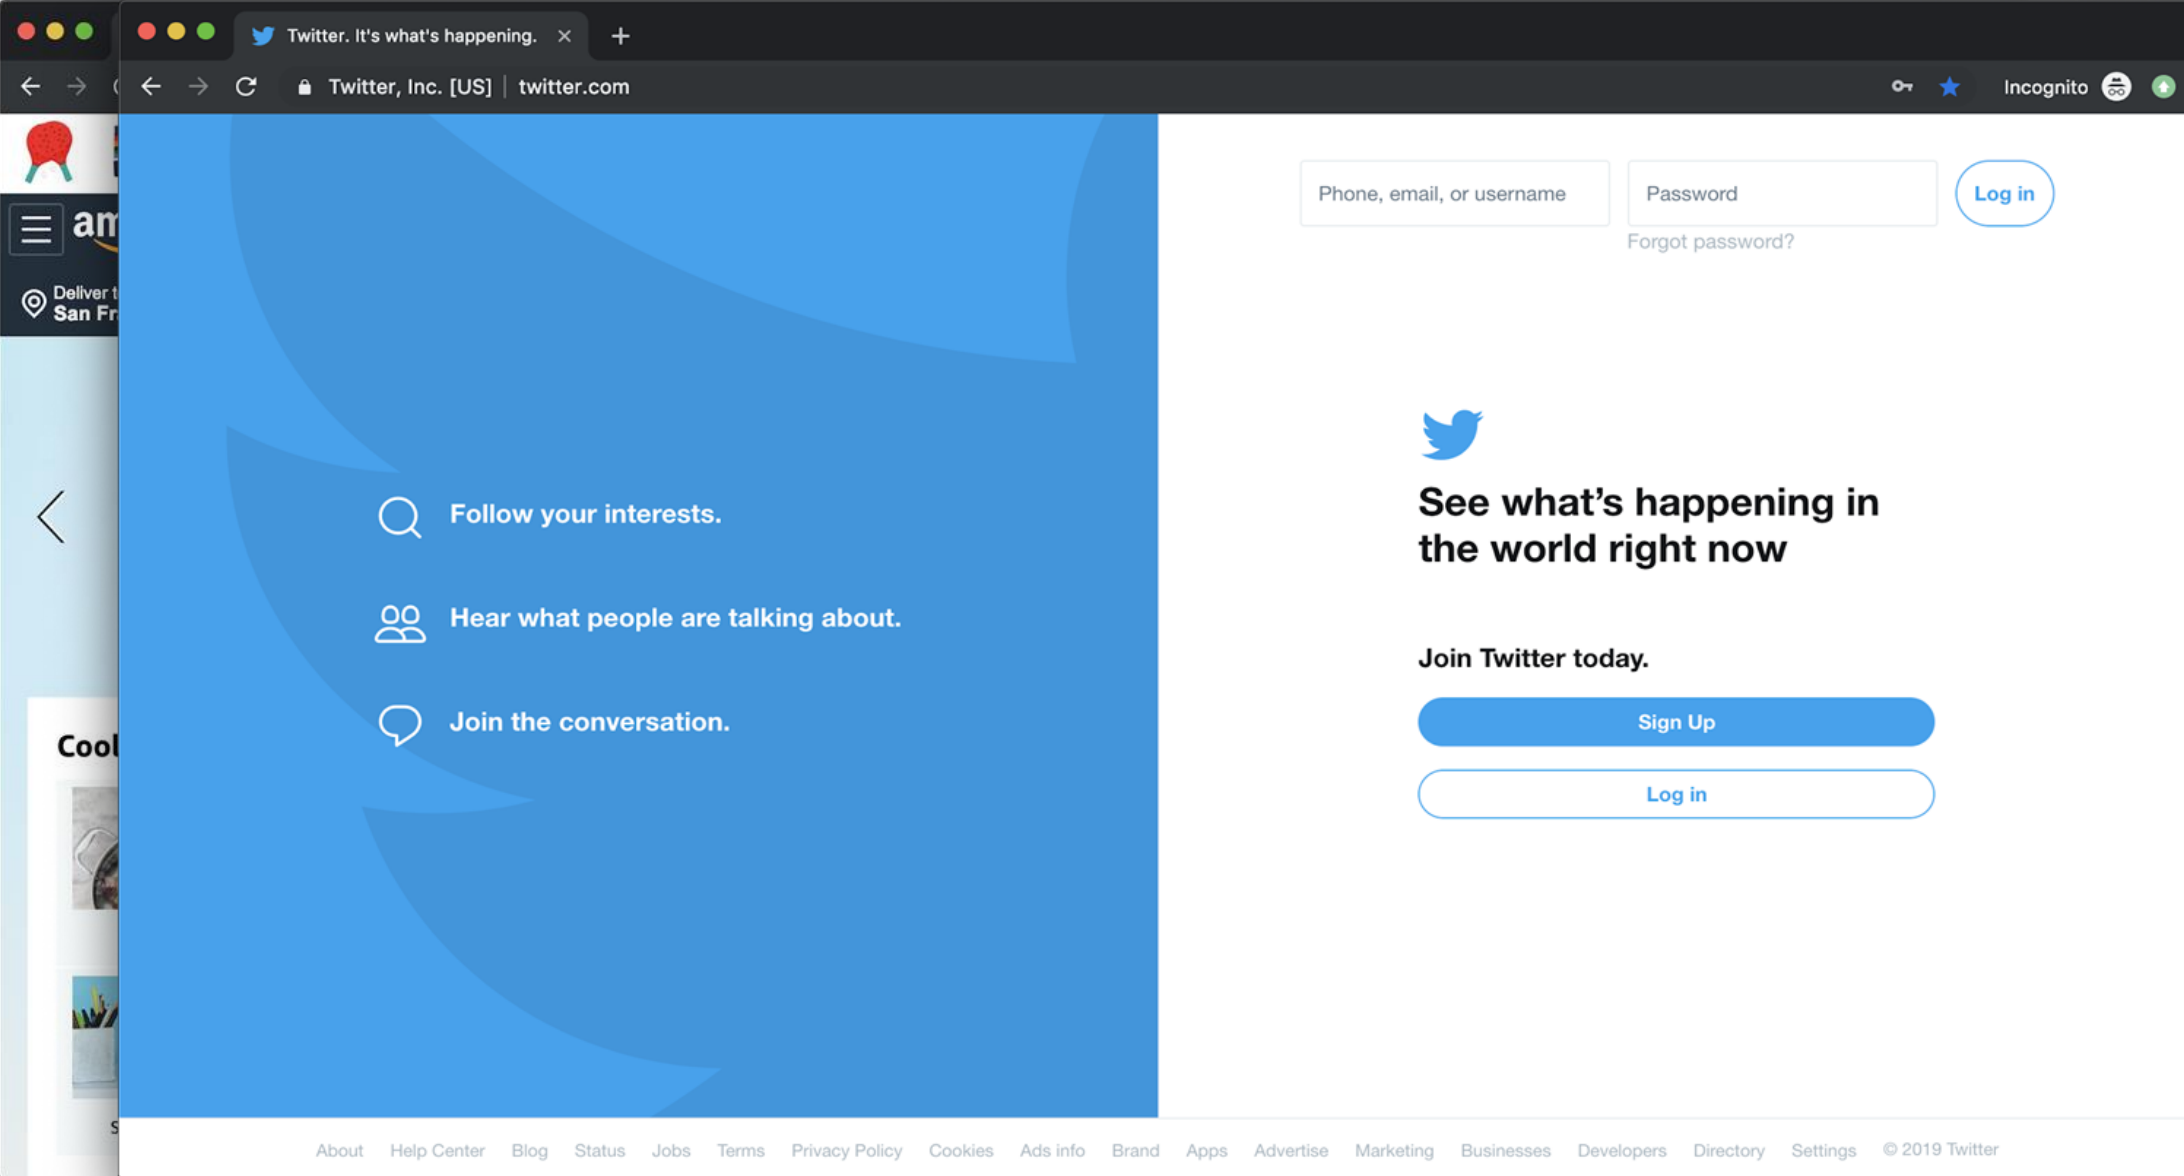 Twitter. It's what's happening.
Twitter, Inc. [US] | twitter.com
Incognito
Phone, email, or username
Password
Log in
Forgot password?
Deliver
San
Follow your interests.
Hear what people are talking about.
Join the conversation.
See what’s happening in
the world right now
Join Twitter today.
Sign Up
Log in
Cool
About Help Center Blog Status Jobs Terms Privacy Policy Cookies Ads info Brand Apps Advertise Marketing Businesses Developers Directory Settings © 2019 Twitter